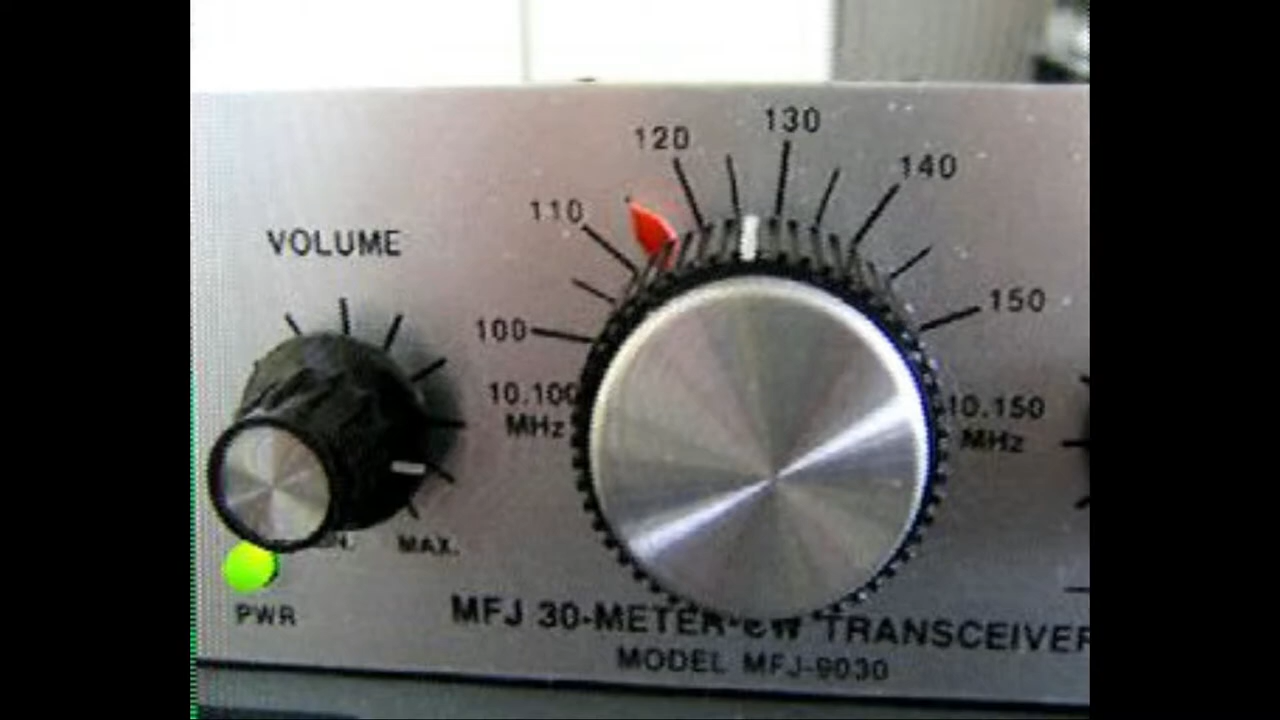 130
120
140
110
VOLUME
150
100
10.100
MHz
10.150
MHz
MAX.
PWR
MFJ 30-METER-CW TRANSCEIVER
MODEL MFJ-9030